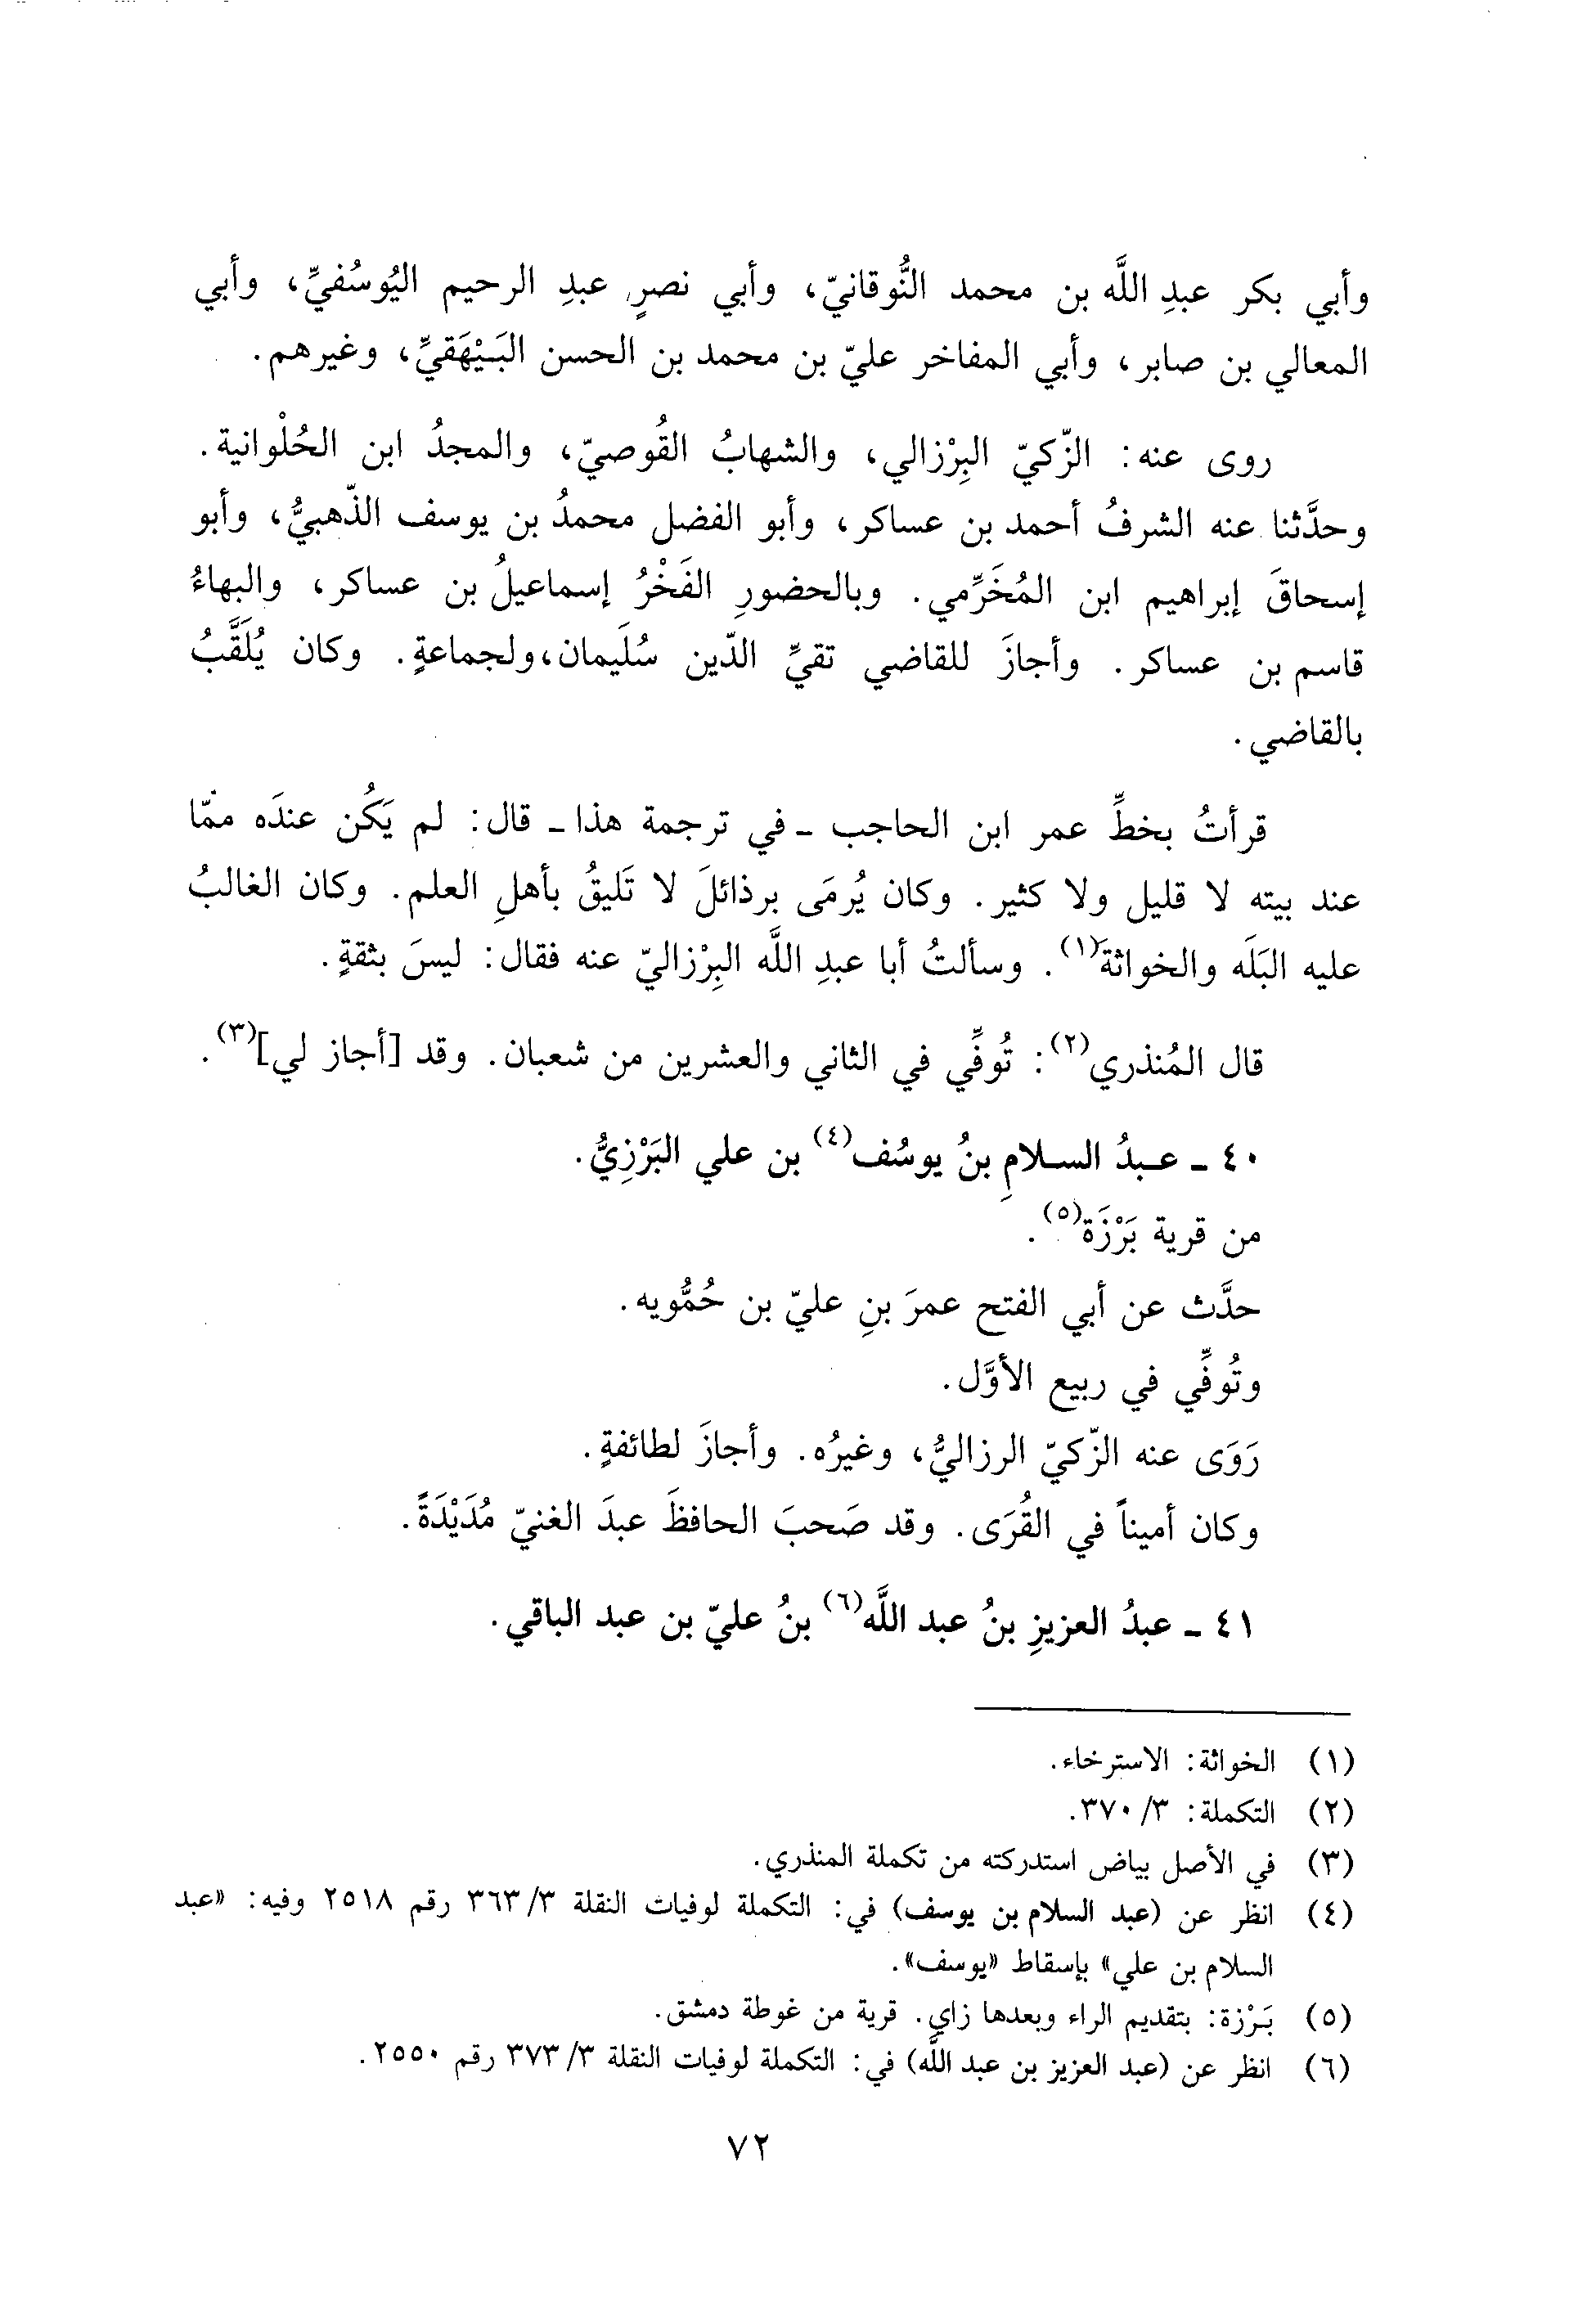 وأبي بكر عبدِ اللَّه بن محمد النُّوقانيّ، وأبي نصرٍ عبدِ الرحيم اليُوسُفيِّ، وأبي
المعالي بن صابر، وأبي المفاخر عليّ بن محمد بن الحسن البَيْهَقيِّ، وغيرهم.
روى عنه: الزّكيّ البِرْزالي، والشهابُ القُوصيّ، والمجدُ ابن الحُلْوانية.
وحدَّثنا عنه الشرفُ أحمد بن عساكر، وأبو الفضل محمدُ بن يوسف الذّهبيُّ، وأبو
إسحاقَ إبراهيم ابن المُخَرِّمي. وبالحضورِ الفَخْرُ إسماعيلُ بن عساكر، والبهاءُ
قاسم بن عساكر. وأجازَ للقاضي تقيِّ الدّين سُلَيمان، ولجماعةٍ. وكان يُلَقَّبُ
بالقاضي.
قرأتُ بخطِّ عمر ابن الحاجب - في ترجمة هذا - قال: لم يَكُن عندَه ممّا
عند بيته لا قليل ولا كثير. وكان يُرمَى برذائلَ لا تَليقُ بأهلِ العلم. وكان الغالبُ
عليه البَلَه والخواثةَ(١). وسألتُ أبا عبدِ اللَّه البِرْزاليّ عنه فقال: ليسَ بثقةٍ.
قال المُنذري(٢): تُوفِّي في الثاني والعشرين من شعبان. وقد [أجاز لي](٣).
٤٠ - عبدُ السلامِ بنُ يوسُف(٤) بن علي البَرْزِيُّ.
من قرية بَرْزَة(٥).
حدَّث عن أبي الفتح عمرَ بنِ عليّ بن حُمُّويه.
وتُوفِّي في ربيع الأوَّل.
رَوَى عنه الزّكيّ الرزاليُّ، وغيرُه. وأجازَ لطائفةٍ.
وكان أميناً في القُرَى. وقد صَحبَ الحافظَ عبدَ الغنيّ مُدَيْدَةً.
٤١ - عبدُ العزيزِ بنُ عبد اللَّه(٦) بنُ عليّ بن عبد الباقي.
(١) الخواثة: الاسترخاء.
(٢) التكملة: ٣/ ٣٧٠.
(٣) في الأصل بياض استدركته من تكملة المنذري.
(٤) انظر عن (عبد السلام بن يوسف) في: التكملة لوفيات النقلة ٣/ ٣٦٣ رقم ٢٥١٨ وفيه: «عبد
السلام بن علي» بإسقاط «يوسف».
(٥) بَرْزة: بتقديم الراء وبعدها زاي. قرية من غوطة دمشق.
(٦) انظر عن (عبد العزيز بن عبد اللَّه) في: التكملة لوفيات النقلة ٣/ ٣٧٣ رقم ٢٥٥٠.
٧٢